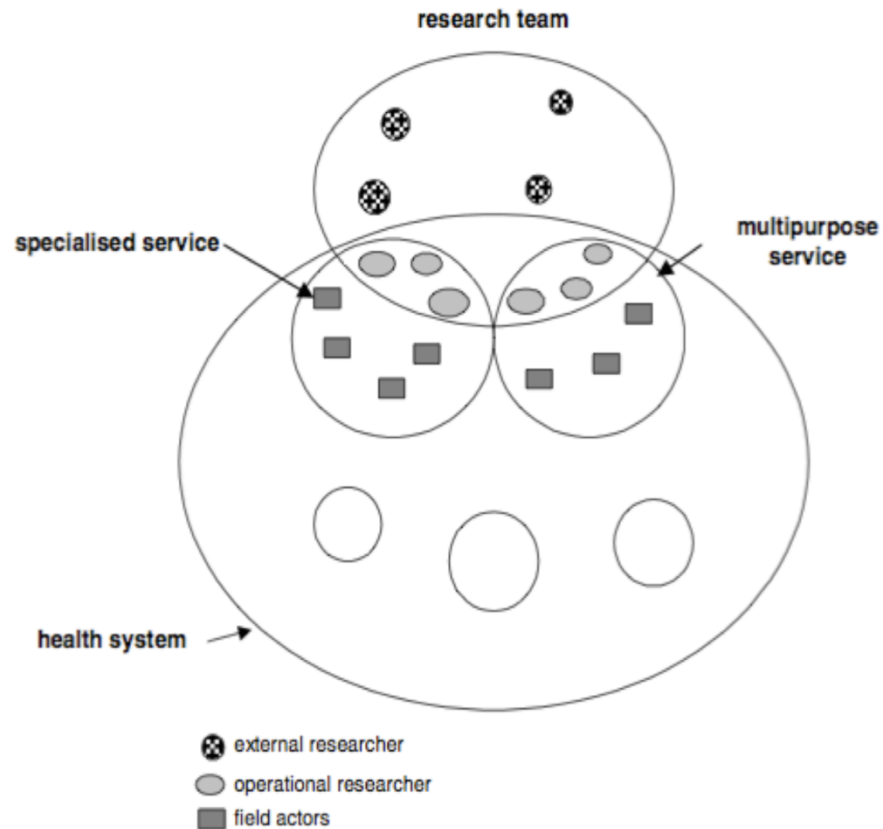 research team
specialised service
multipurpose
service
health system
external researcher
operational researcher
field actors